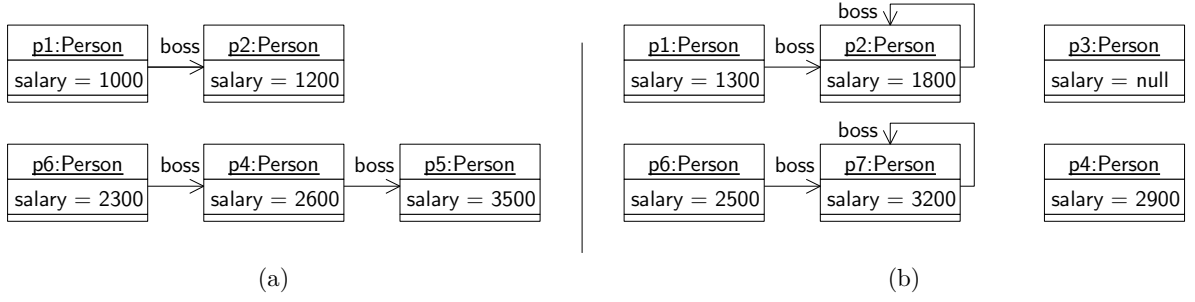 p1:Person
boss
p2:Person
salary = 1000
salary = 1200
p6:Person
boss
p4:Person
boss
p5:Person
salary = 2300
salary = 2600
salary = 3500
(a)
boss
p1:Person
boss
p2:Person
p3:Person
salary = 1300
salary = 1800
salary = null
boss
p6:Person
boss
p7:Person
p4:Person
salary = 2500
salary = 3200
salary = 2900
(b)